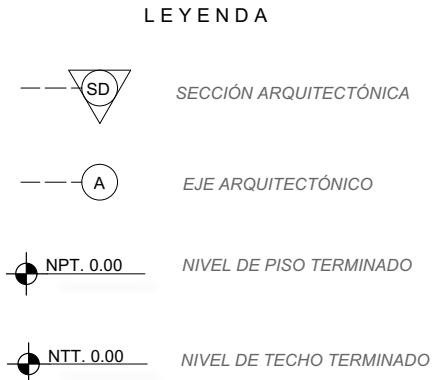 LEYENDA
SD SECCIÓN ARQUITECTÓNICA
A EJE ARQUITECTÓNICO
NPT. 0.00 NIVEL DE PISO TERMINADO
NTT. 0.00 NIVEL DE TECHO TERMINADO